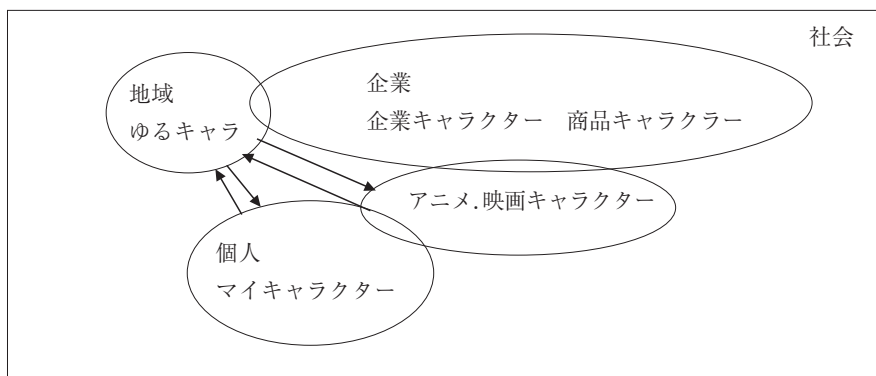 社会
地域
ゆるキャラ
企業
企業キャラクター　商品キャラクラー
アニメ.映画キャラクター
個人
マイキャラクター